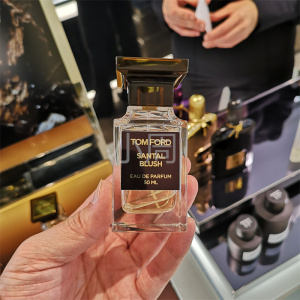 TOM FORD
SANTAL
BLUSH
EAU DE PARFUM
50 ML